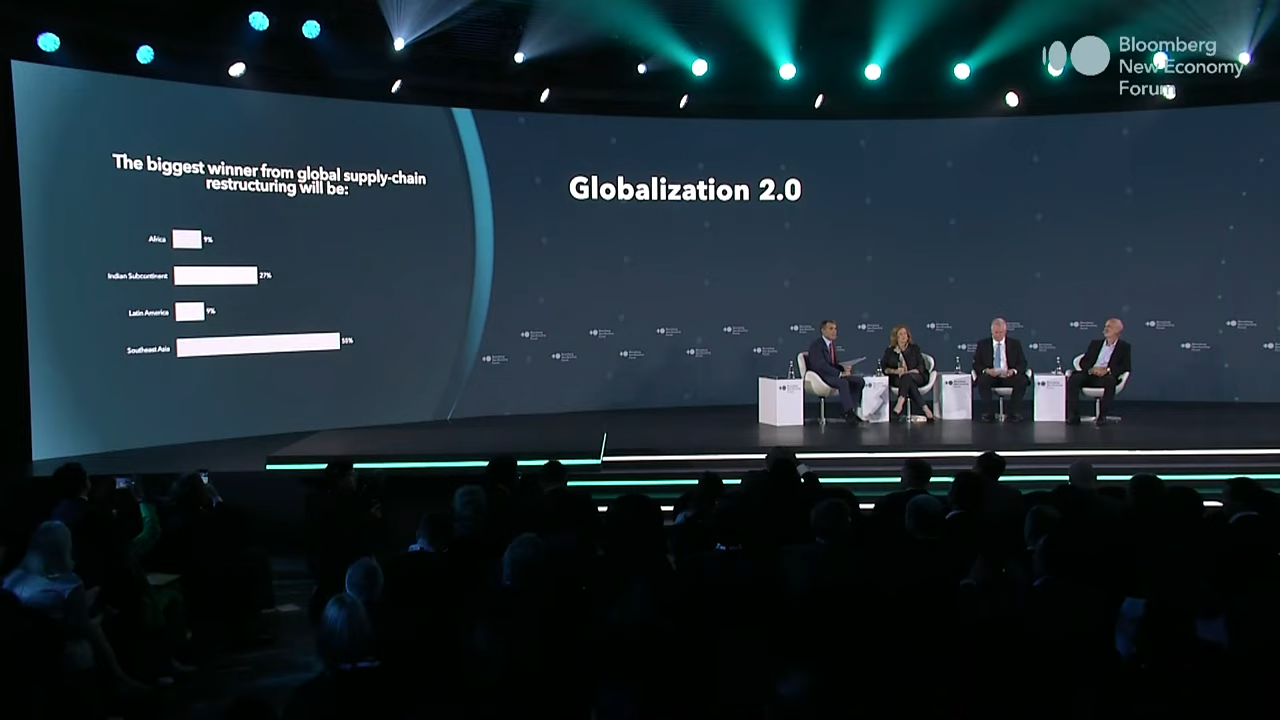 Bloomberg
New Economy
Forum
The biggest winner from global supply-chain
restructuring will be:
Globalization 2.0
Africa 9%
Indian Subcontinent 27%
Latin America 9%
Southeast Asia 55%